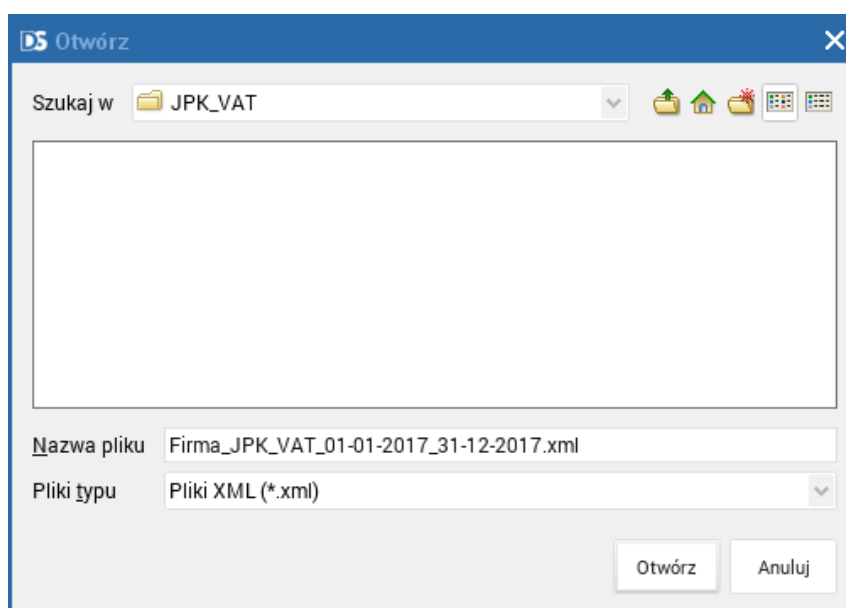 DS Otwórz
Szukaj w JPK_VAT
Nazwa pliku Firma_JPK_VAT_01-01-2017_31-12-2017.xml
Pliki typu Pliki XML (*.xml)
Otwórz Anuluj